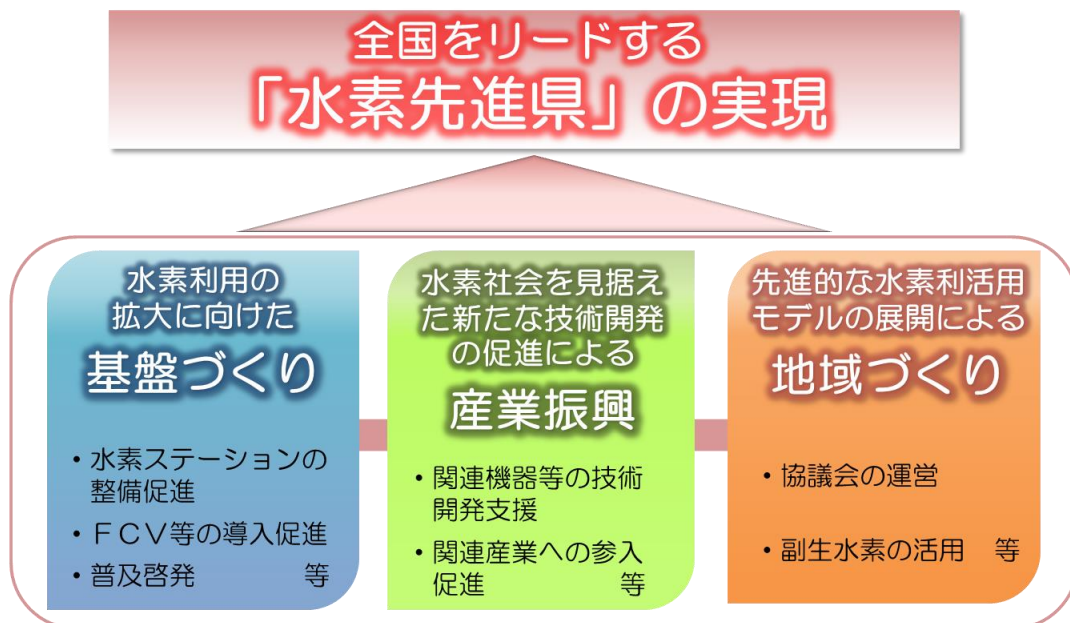 全国をリードする
「水素先進県」の実現
水素利用の
拡大に向けた
基盤づくり
・水素ステーションの
整備促進
・ＦＣＶ等の導入促進
・普及啓発　　　　等
水素社会を見据え
た新たな技術開発
の促進による
産業振興
・関連機器等の技術
開発支援
・関連産業への参入
促進　　　　　　等
先進的な水素利活用
モデルの展開による
地域づくり
・協議会の運営
・副生水素の活用　等